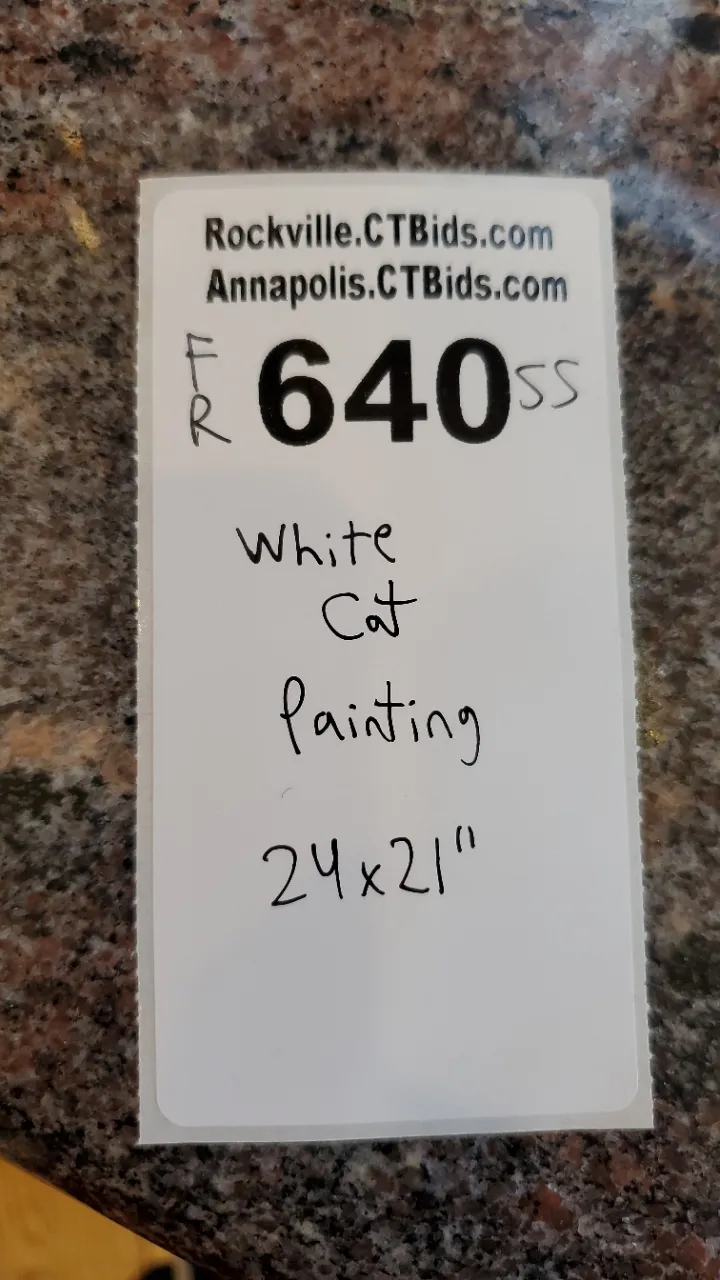 Rockville.CTBids.com
Annapolis.CTBids.com
F
R 640 SS
White
Cat
Painting
24x21"